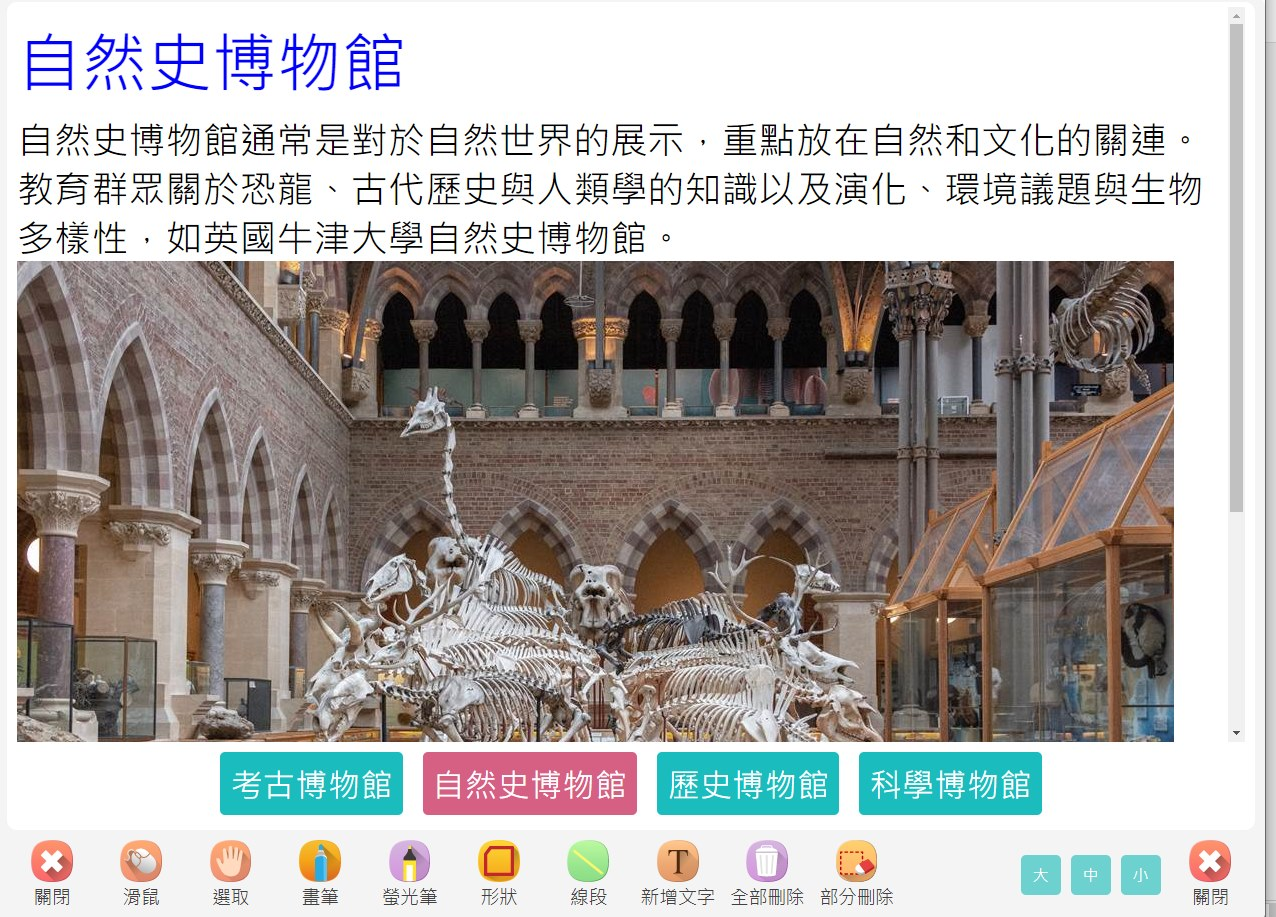 自然史博物館
自然史博物館通常是對於自然世界的展示，重點放在自然和文化的關連。
教育群眾關於恐龍、古代歷史與人類學的知識以及演化、環境議題與生物
多樣性，如英國牛津大學自然史博物館。
考古博物館 自然史博物館 歷史博物館 科學博物館
T
大 中 小
關閉 滑鼠 選取 畫筆 螢光筆 形狀 線段 新增文字 全部刪除 部分刪除 關閉